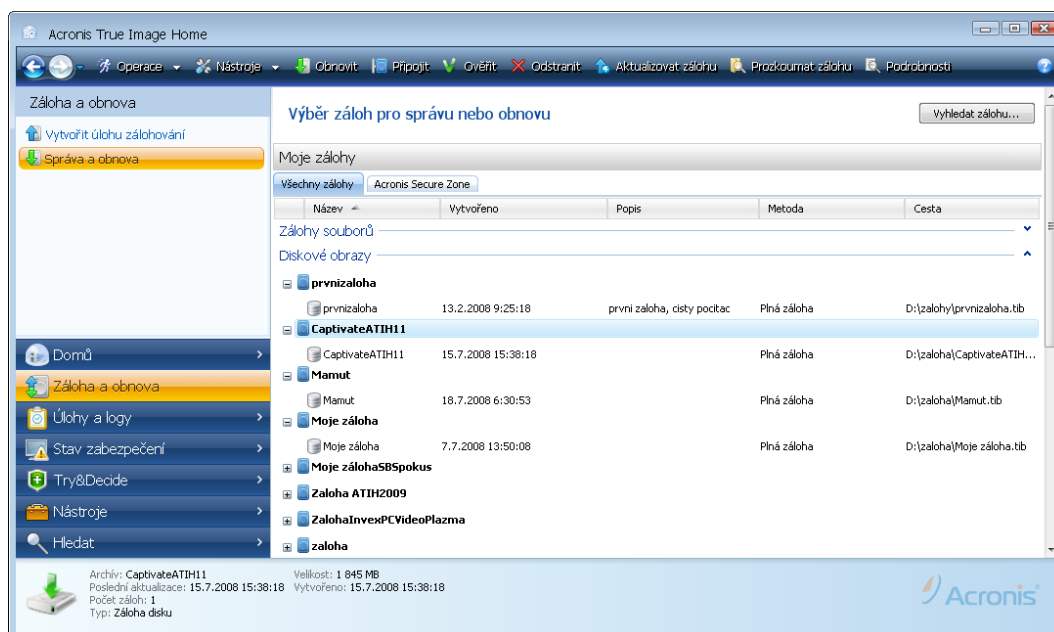 Acronis True Image Home
Operace Nástroje Obnovit Připojit Ověřit Odstranit Aktualizovat zálohu Prozkoumat zálohu Podrobnosti
Záloha a obnova
Vytvořit úlohu zálohování
Správa a obnova
Domů
Záloha a obnova
Úlohy a logy
Stav zabezpečení
Try&Decide
Nástroje
Hledat
Výběr záloh pro správu nebo obnovu
Vyhledat zálohu...
Moje zálohy
Všechny zálohy Acronis Secure Zone
Název Vytvořeno Popis Metoda Cesta
Zálohy souborů
Diskové obrazy
prvnizaloha
prvnizaloha 13.2.2008 9:25:18 prvni zaloha, cisty pocitac Plná záloha D:\zalohy\prvnizaloha.tib
CaptivateATIH11
CaptivateATIH11 15.7.2008 15:38:18 Plná záloha D:\zaloha\CaptivateATIH...
Mamut
Mamut 18.7.2008 6:30:53 Plná záloha D:\zaloha\Mamut.tib
Moje záloha
Moje záloha 7.7.2008 13:50:08 Plná záloha D:\zaloha\Moje záloha.tib
Moje zálohaSBSpokus
Zaloha ATIH2009
ZalohaInvexPCVideoPlazma
zaloha
Archív: CaptivateATIH11 Velikost: 1 845 MB
Poslední aktualizace: 15.7.2008 15:38:18 Vytvořeno: 15.7.2008 15:38:18
Počet záloh: 1
Typ: Záloha disku
Acronis